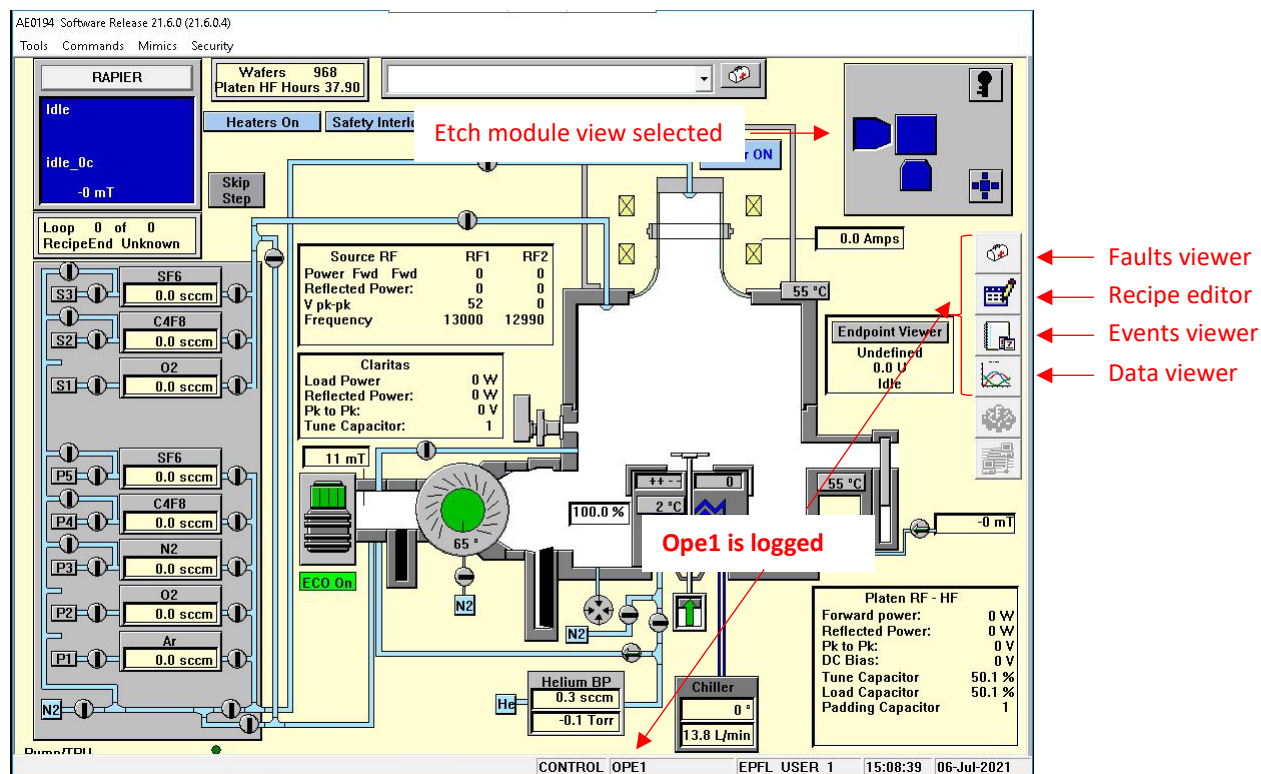 AE0194 Software Release 21.6.0 (21.6.0.4)
Tools Commands Mimics Security
RAPIER
Idle
idle_0c
-0 mT
Wafers 968
Platen HF Hours 37.90
Heaters On
Safety Interl
Etch module view selected
ON
Skip
Step
Loop 0 of 0
RecipeEnd Unknown
SF6
S3 0.0 sccm
C4F8
S2 0.0 sccm
O2
S1 0.0 sccm
SF6
P5 0.0 sccm
C4F8
P4 0.0 sccm
N2
P3 0.0 sccm
O2
P2 0.0 sccm
Ar
P1 0.0 sccm
N2
Pump/TPU
Source RF RF1 RF2
Power Fwd Fwd 0 0
Reflected Power: 0 0
V pk-pk 52 0
Frequency 13000 12990
Claritas
Load Power 0 W
Reflected Power: 0 W
Pk to Pk: 0 V
Tune Capacitor: 1
11 mT
ECO On
65 °
N2
100.0 %
++ --
0
2 °C
N2
0.0 Amps
55 °C
Endpoint Viewer
Undefined
0.0 U
Idle
55 °C
-0 mT
Ope1 is logged
Helium BP
He 0.3 sccm
-0.1 Torr
Chiller
0 °
13.8 L/min
Platen RF - HF
Forward power: 0 W
Reflected Power: 0 W
Pk to Pk: 0 V
DC Bias: 0 V
Tune Capacitor 50.1 %
Load Capacitor 50.1 %
Padding Capacitor 1
Faults viewer
Recipe editor
Events viewer
Data viewer
CONTROL OPE1 EPFL USER 1 15:08:39 06-Jul-2021